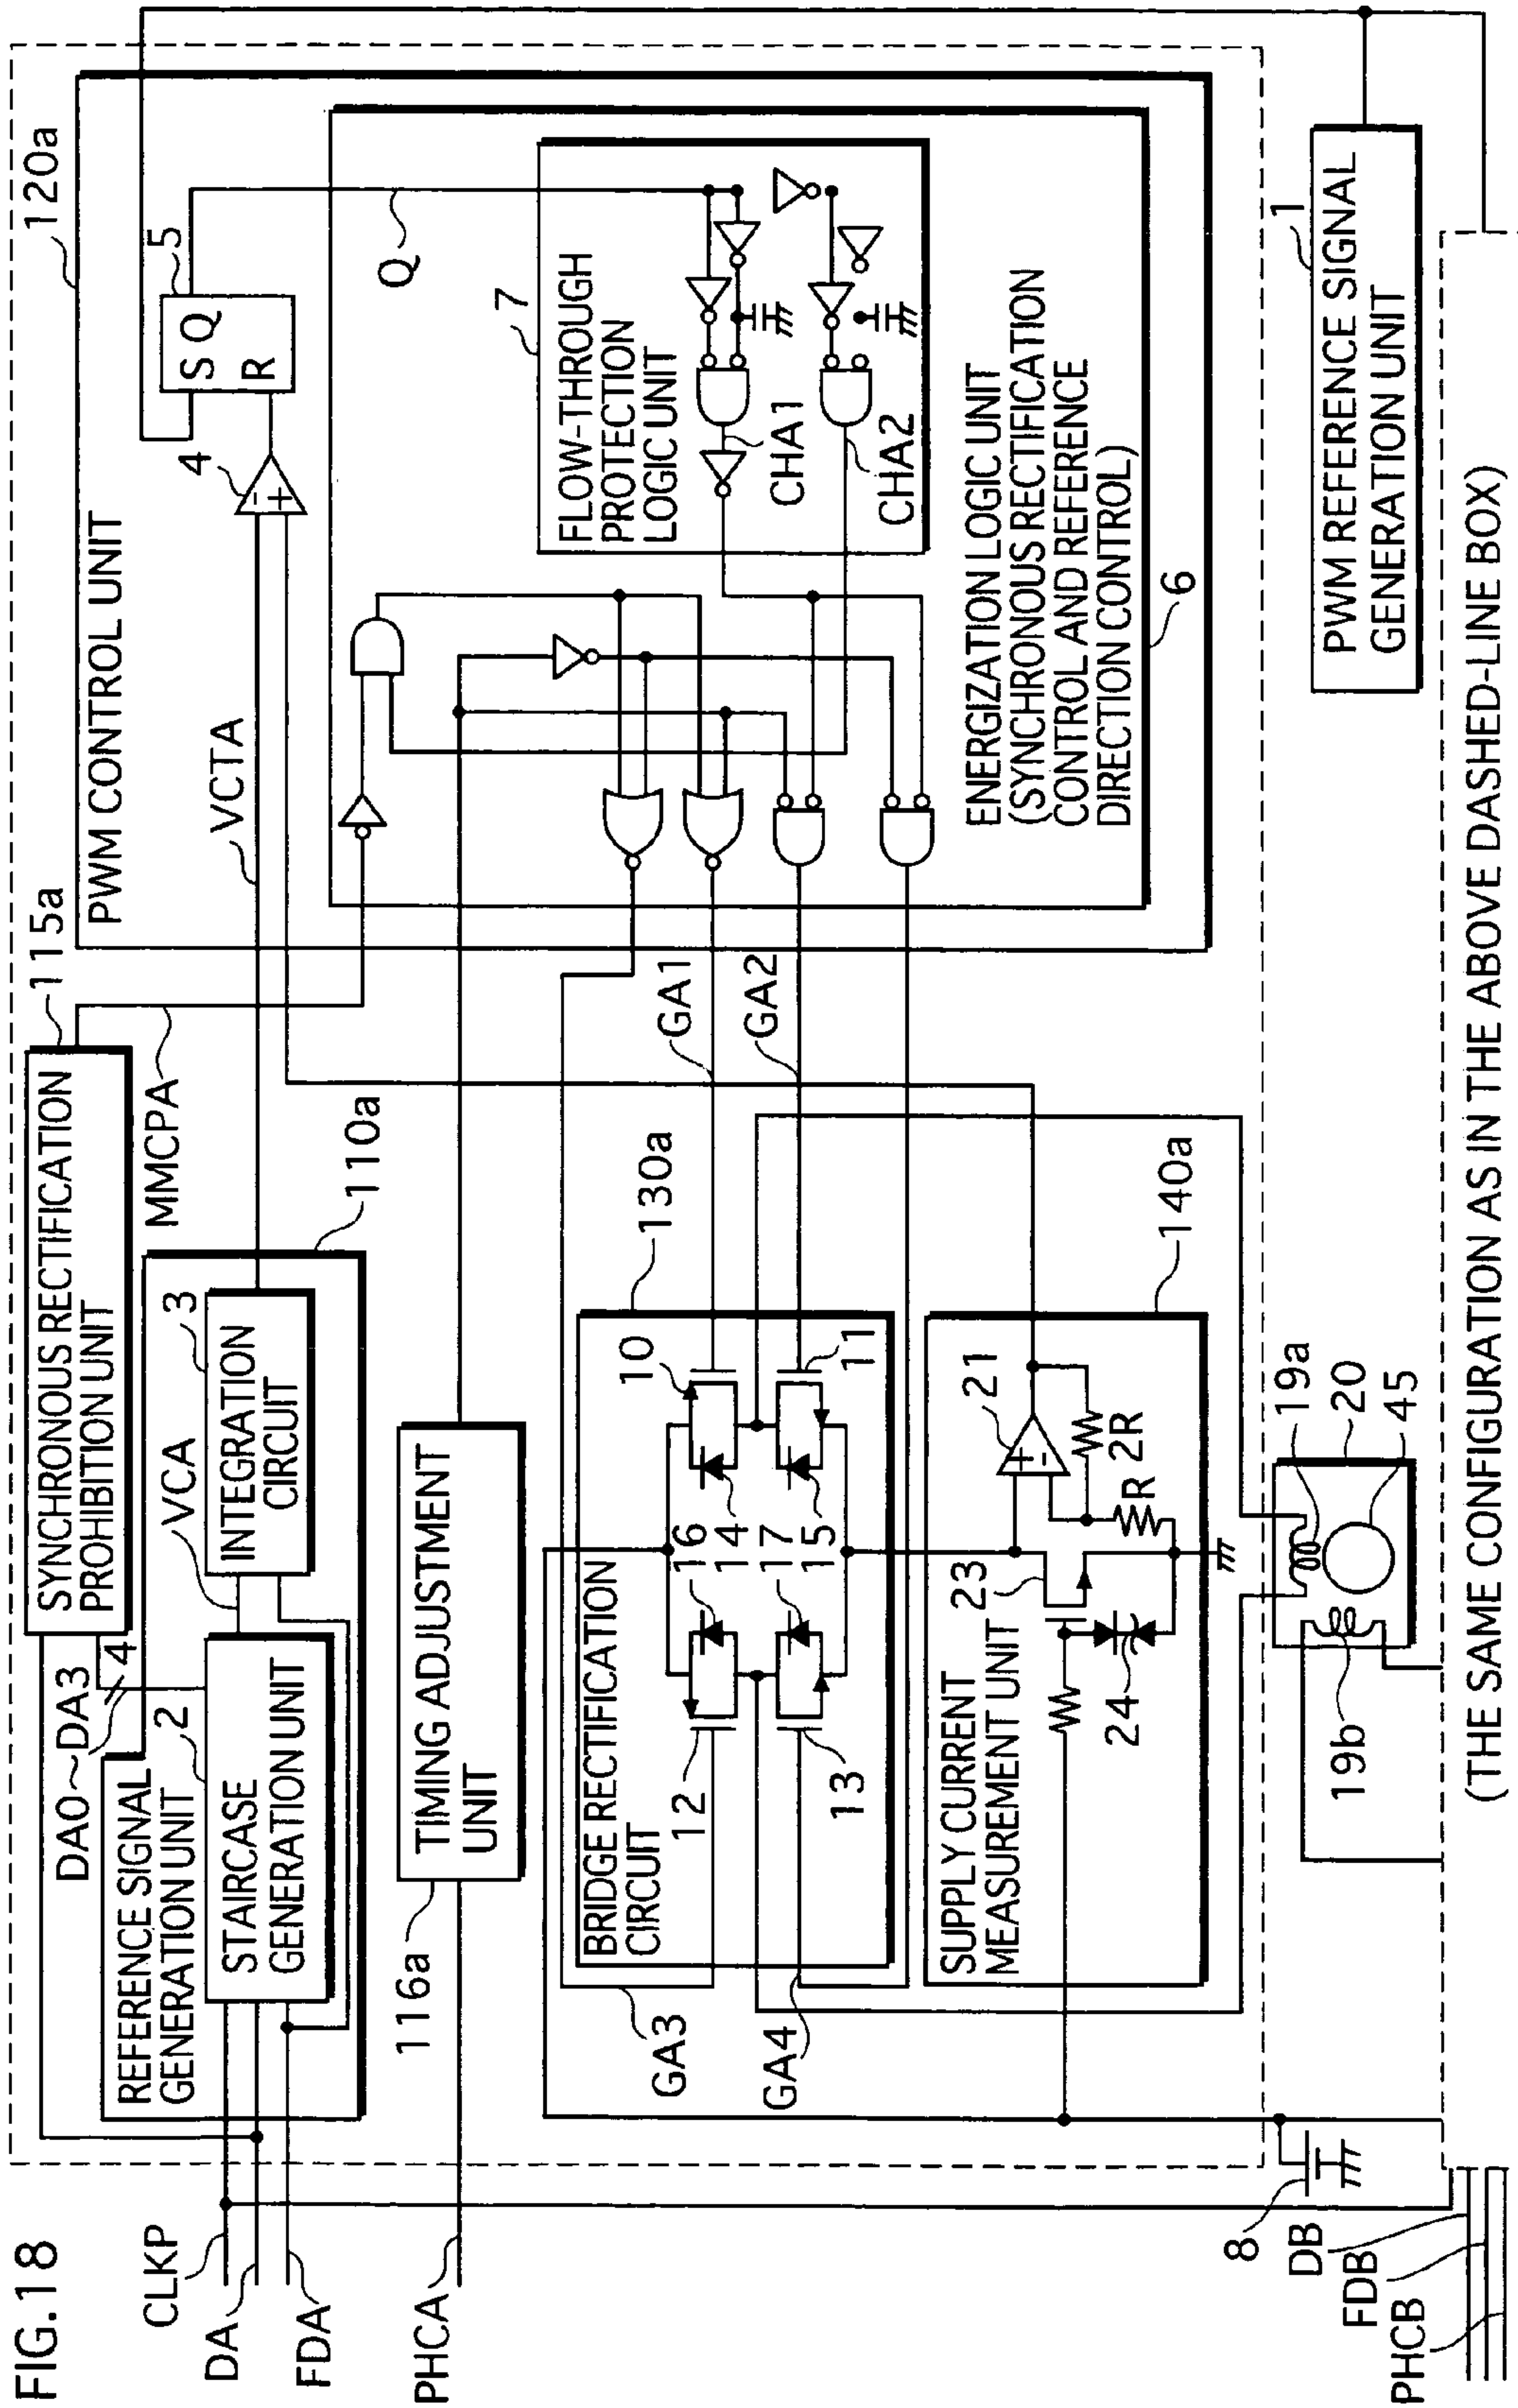 FIG.18
CLKP
DA
FDA
PHCA
SYNCHRONOUS RECTIFICATION
PROHIBITION UNIT
115a
MMCPA
DA0~DA3
4
REFERENCE SIGNAL
GENERATION UNIT
2
STAIRCASE
GENERATION UNIT
VCA
3
INTEGRATION
CIRCUIT
110a
VCTA
PWM CONTROL UNIT
120a
4
-
+
5
S Q
R
Q
7
FLOW-THROUGH
PROTECTION
LOGIC UNIT
CHA1
CHA2
ENERGIZATION LOGIC UNIT
(SYNCHRONOUS RECTIFICATION
CONTROL AND REFERENCE
DIRECTION CONTROL)
6
116a
TIMING ADJUSTMENT
UNIT
BRIDGE RECTIFICATION
CIRCUIT
130a
GA1
GA2
GA3
GA4
10
11
12
13
16
14
17
15
SUPPLY CURRENT
MEASUREMENT UNIT
140a
21
+
-
2R
R
23
24
19a
20
45
19b
8
DB
FDB
PHCB
1
PWM REFERENCE SIGNAL
GENERATION UNIT
(THE SAME CONFIGURATION AS IN THE ABOVE DASHED-LINE BOX)